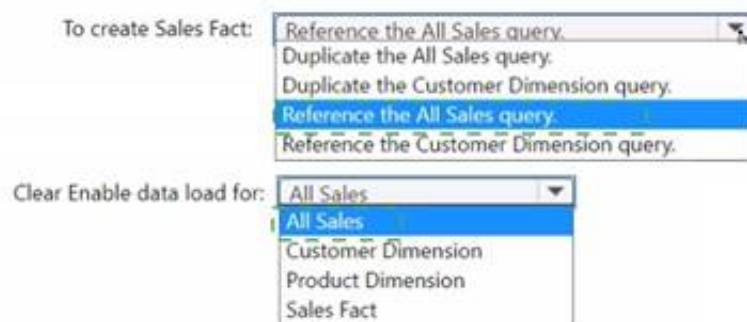 To create Sales Fact: Reference the All Sales query.
Duplicate the All Sales query.
Duplicate the Customer Dimension query.
Reference the All Sales query.
Reference the Customer Dimension query.
Clear Enable data load for: All Sales
All Sales
Customer Dimension
Product Dimension
Sales Fact